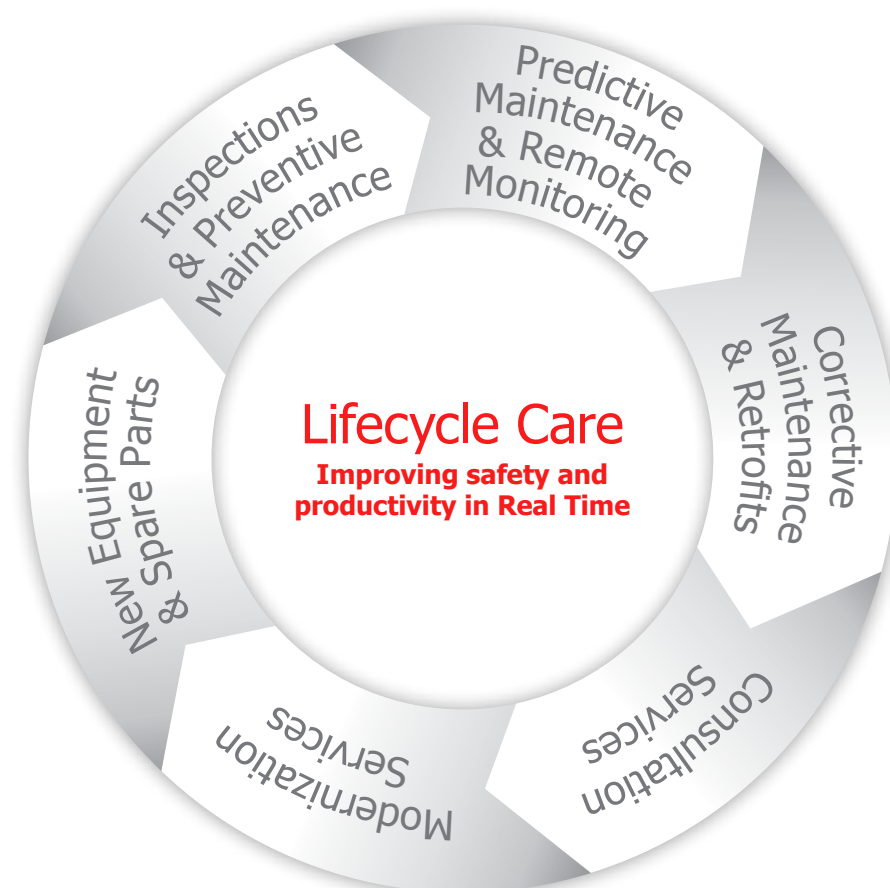 Predictive
Maintenance
& Remote
Monitoring
Corrective
Maintenance
& Retrofits
Consultation
Services
Modernization
Services
New Equipment
& Spare Parts
Inspections
& Preventive
Maintenance
Lifecycle Care
Improving safety and
productivity in Real Time